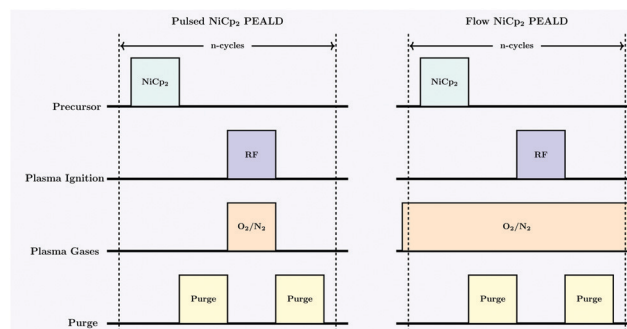 Pulsed NiCp₂ PEALD
Flow NiCp₂ PEALD
n-cycles
n-cycles
NiCp₂
NiCp₂
Precursor
RF
RF
Plasma Ignition
O₂/N₂
O₂/N₂
Plasma Gases
Purge
Purge
Purge
Purge
Purge